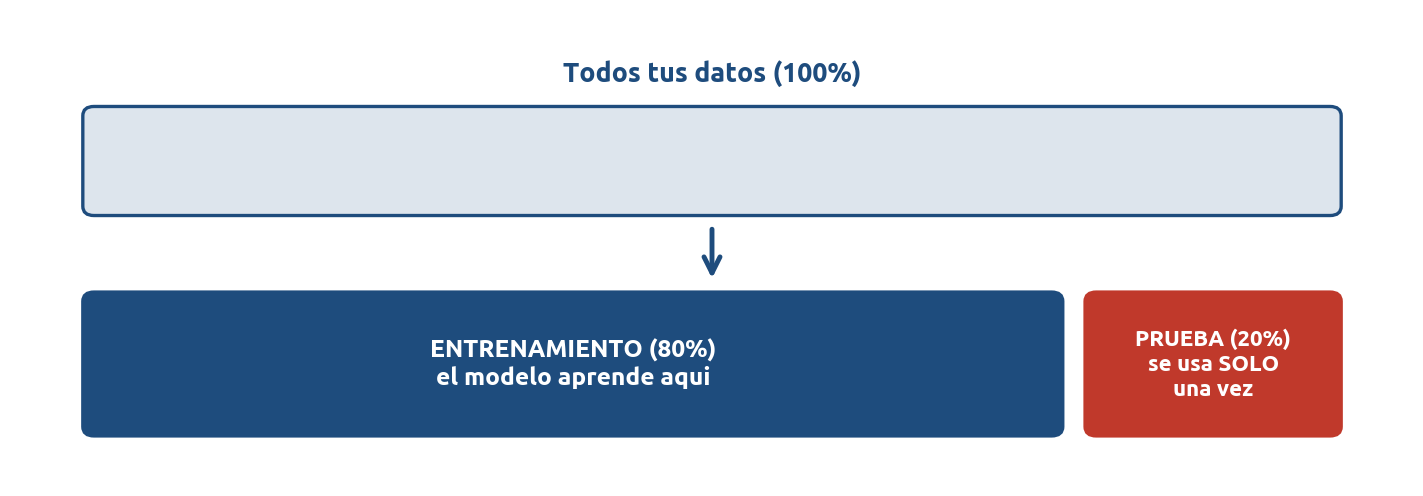 Todos tus datos (100%)
ENTRENAMIENTO (80%)
el modelo aprende aqui
PRUEBA (20%)
se usa SOLO
una vez